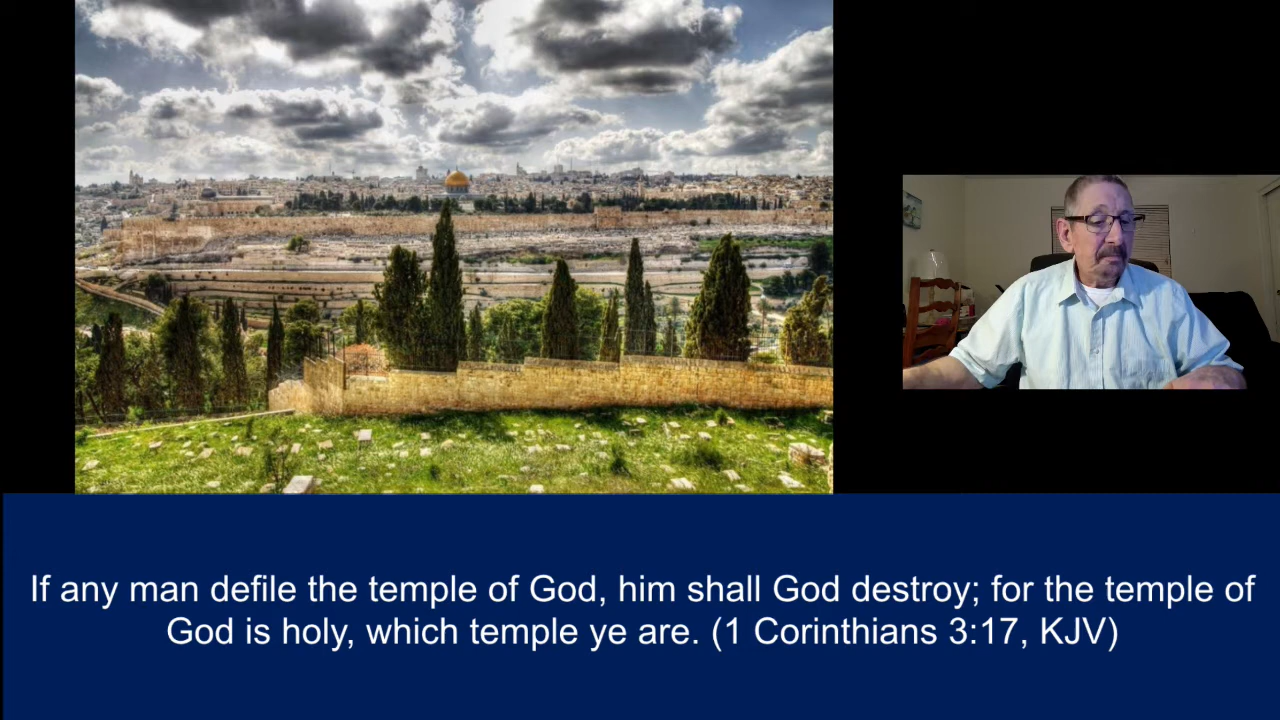 If any man defile the temple of God, him shall God destroy; for the temple of
God is holy, which temple ye are. (1 Corinthians 3:17, KJV)